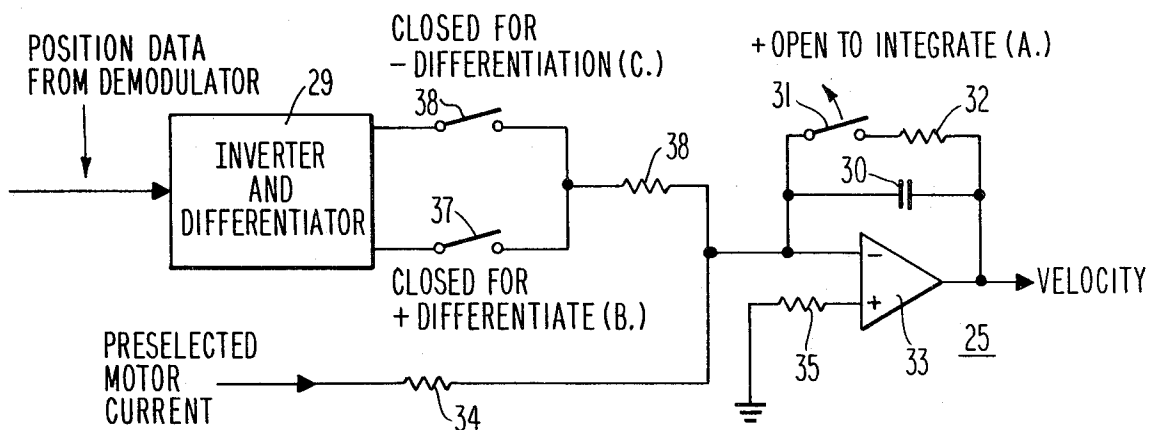 CLOSED FOR
- DIFFERENTIATION (C.)
+ OPEN TO INTEGRATE (A.)
POSITION DATA
FROM DEMODULATOR
29
38
31
32
INVERTER
AND
DIFFERENTIATOR
38
30
37
CLOSED FOR
+ DIFFERENTIATE (B.)
-
+
VELOCITY
35
33
25
PRESELECTED
MOTOR
CURRENT
34